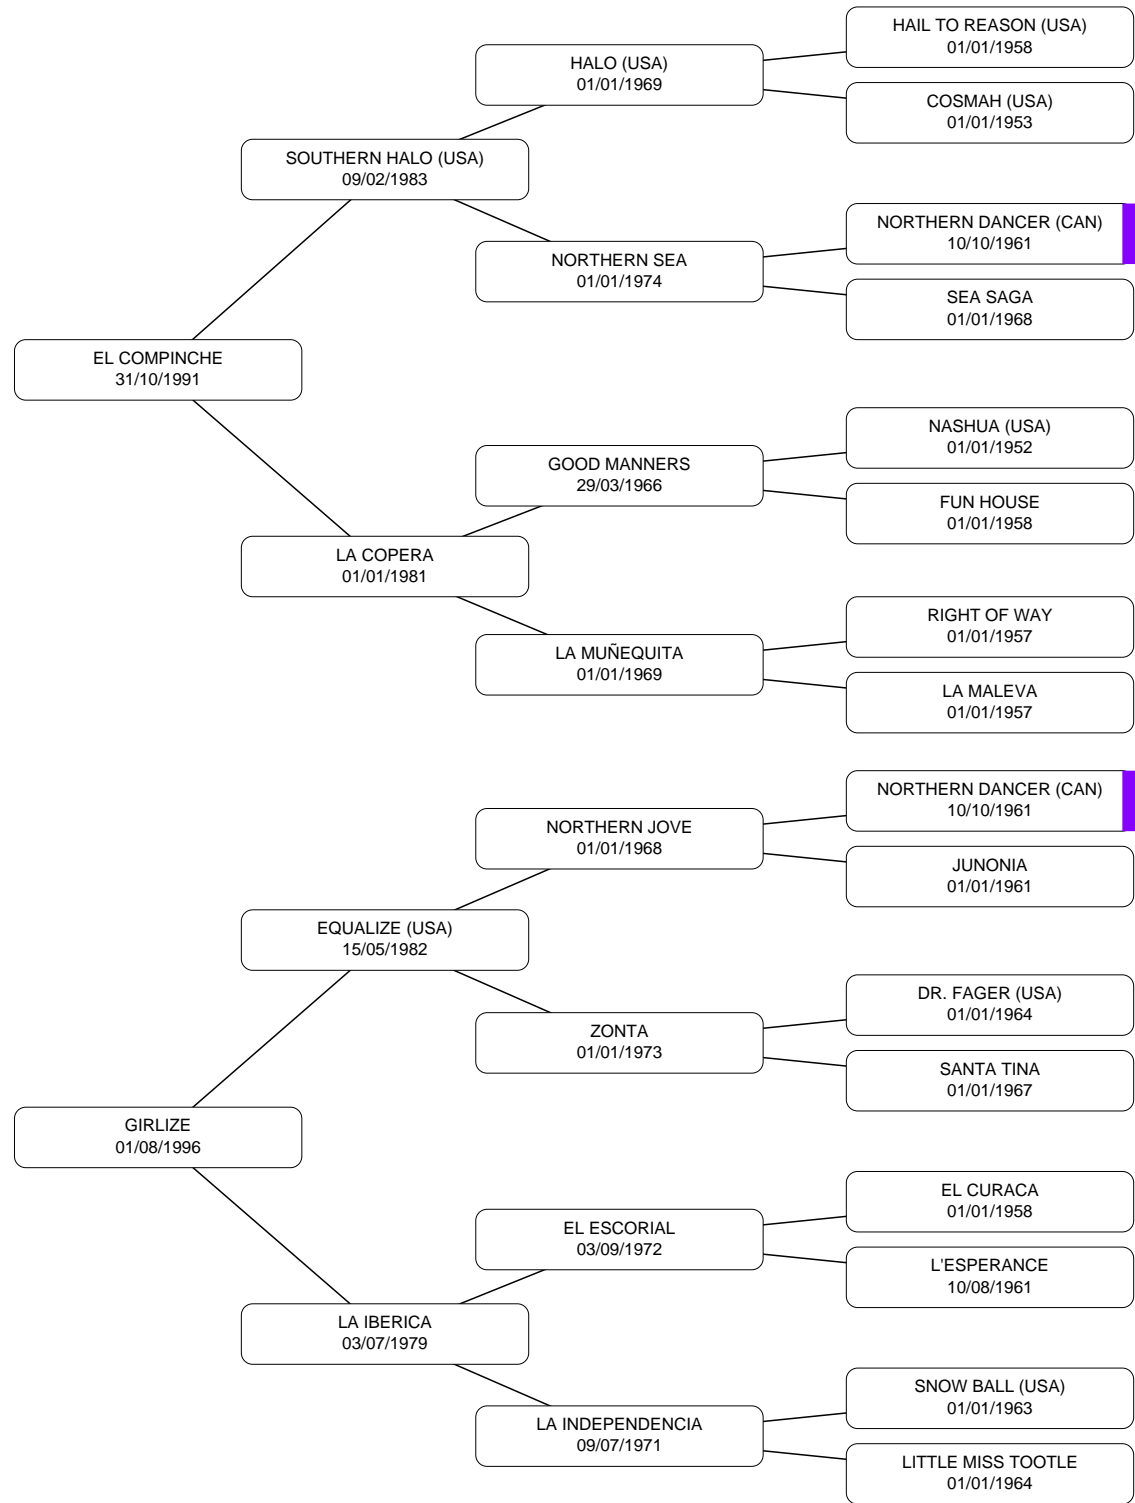 HAIL TO REASON (USA)
01/01/1958
HALO (USA)
01/01/1969
COSMAH (USA)
01/01/1953
SOUTHERN HALO (USA)
09/02/1983
NORTHERN DANCER (CAN)
10/10/1961
NORTHERN SEA
01/01/1974
SEA SAGA
01/01/1968
EL COMPINCHE
31/10/1991
NASHUA (USA)
01/01/1952
GOOD MANNERS
29/03/1966
FUN HOUSE
01/01/1958
LA COPERA
01/01/1981
RIGHT OF WAY
01/01/1957
LA MUÑEQUITA
01/01/1969
LA MALEVA
01/01/1957
NORTHERN DANCER (CAN)
10/10/1961
NORTHERN JOVE
01/01/1968
JUNONIA
01/01/1961
EQUALIZE (USA)
15/05/1982
DR. FAGER (USA)
01/01/1964
ZONTA
01/01/1973
SANTA TINA
01/01/1967
GIRLIZE
01/08/1996
EL CURACA
01/01/1958
EL ESCORIAL
03/09/1972
L'ESPERANCE
10/08/1961
LA IBERICA
03/07/1979
SNOW BALL (USA)
01/01/1963
LA INDEPENDENCIA
09/07/1971
LITTLE MISS TOOTLE
01/01/1964